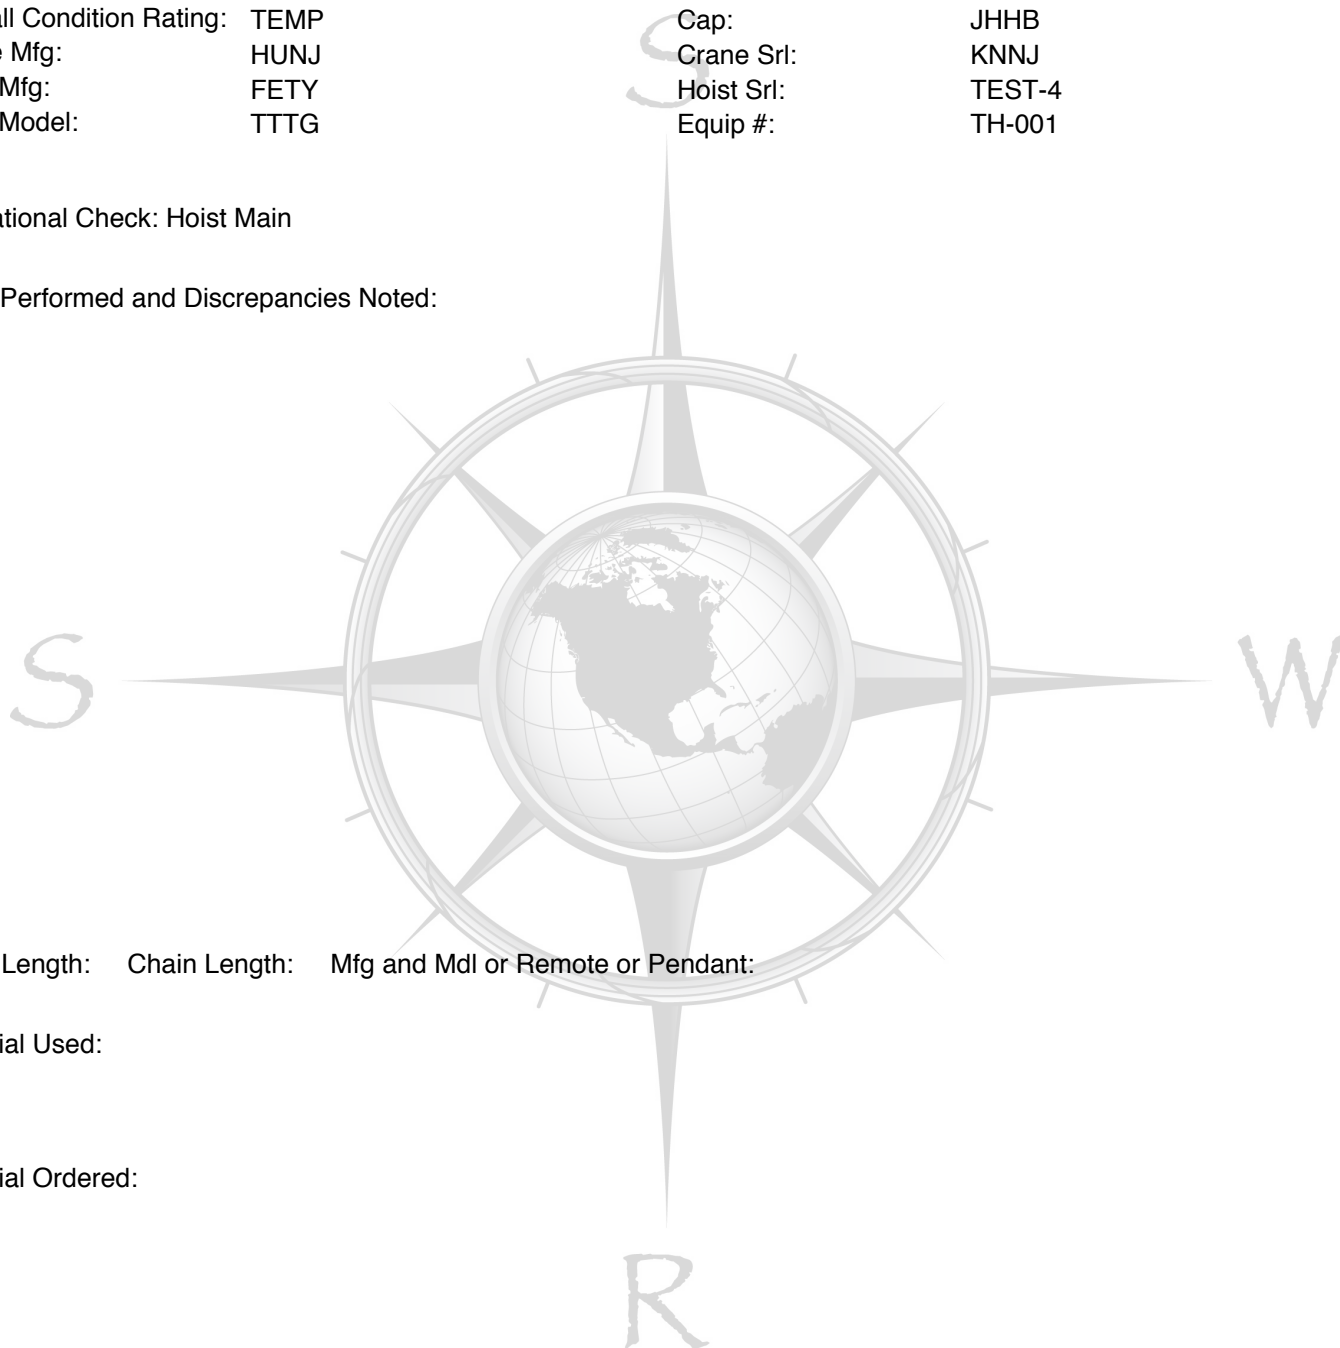 all Condition Rating: TEMP Cap: JHHB
e Mfg: HUNJ Crane Srl: KNNJ
Mfg: FETY Hoist Srl: TEST-4
Model: TTTG Equip #: TH-001
ational Check: Hoist Main
Performed and Discrepancies Noted:
Length: Chain Length: Mfg and Mdl or Remote or Pendant:
ial Used:
ial Ordered:
S
S
W
R